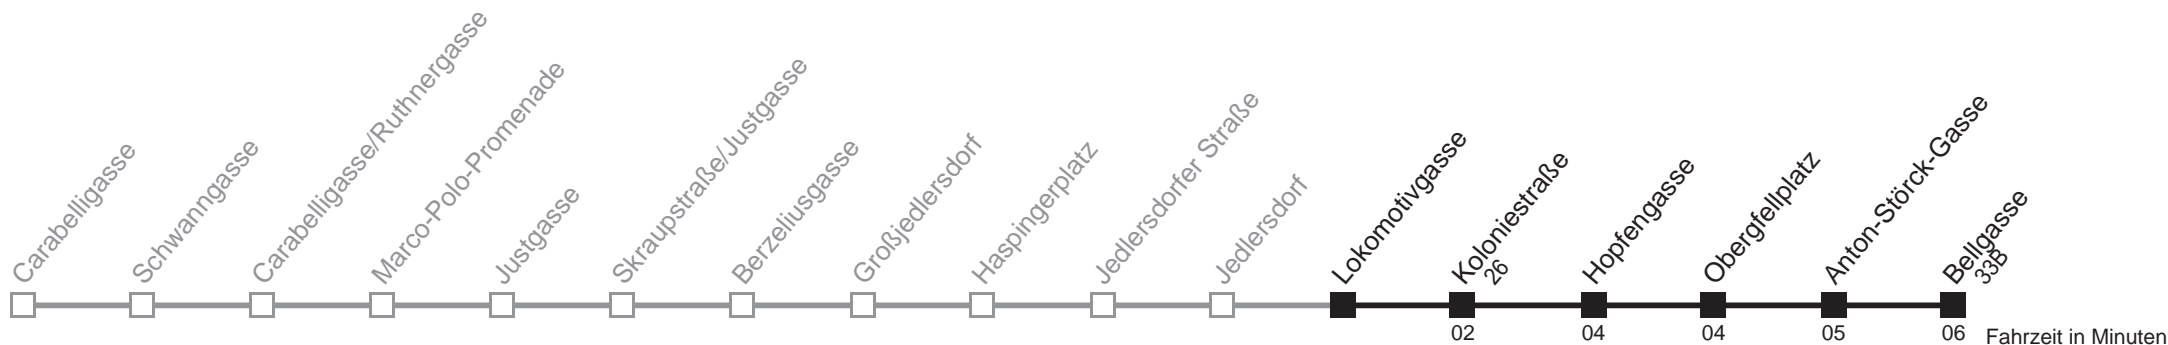 Carabelligasse
Schwanngasse
Carabelligasse/Ruthnergasse
Marco-Polo-Promenade
Justgasse
Skraupstraße/Justgasse
Berzeliusgasse
Großjedlersdorf
Haspingerplatz
Jedlersdorfer Straße
Jedlersdorf
Lokomotivgasse
Koloniestraße
26
Hopfengasse
Obergfellplatz
Anton-Störck-Gasse
Bellgasse
33B
02 04 04 05 06 Fahrzeit in Minuten